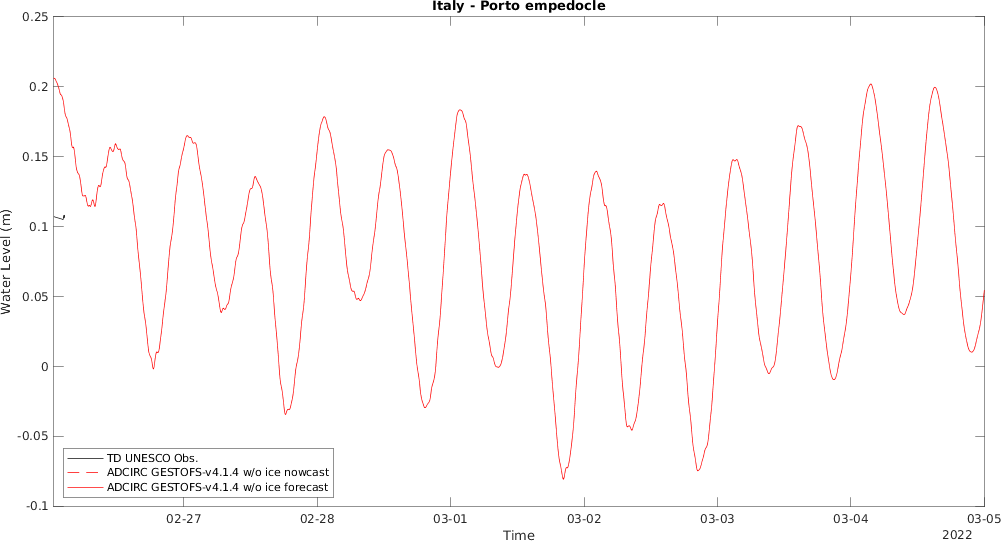 Italy - Porto empedocle
0.25
0.2
0.15
0.1
0.05
0
-0.05
-0.1
Water Level (m)
TD UNESCO Obs.
ADCIRC GESTOFS-v4.1.4 w/o ice nowcast
ADCIRC GESTOFS-v4.1.4 w/o ice forecast
02-27 02-28 03-01 03-02 03-03 03-04 03-05
Time
2022